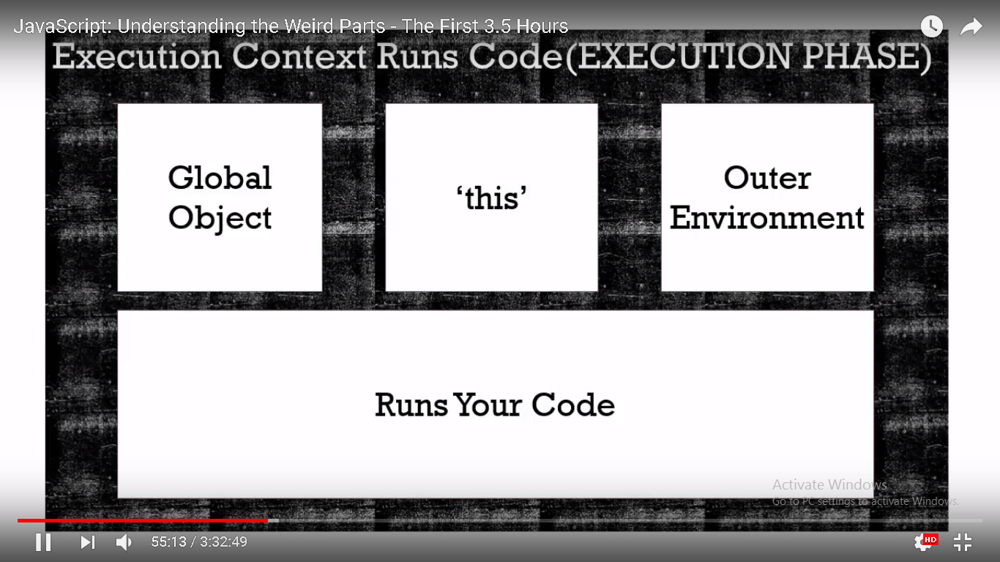 JavaScript: Understanding the Weird Parts - The First 3.5 Hours
Execution Context Runs Code(EXECUTION PHASE)
Global
Object
‘this’
Outer
Environment
Runs Your Code
Activate Windows
Go to PC settings to activate Windows.
55:13 / 3:32:49
HD